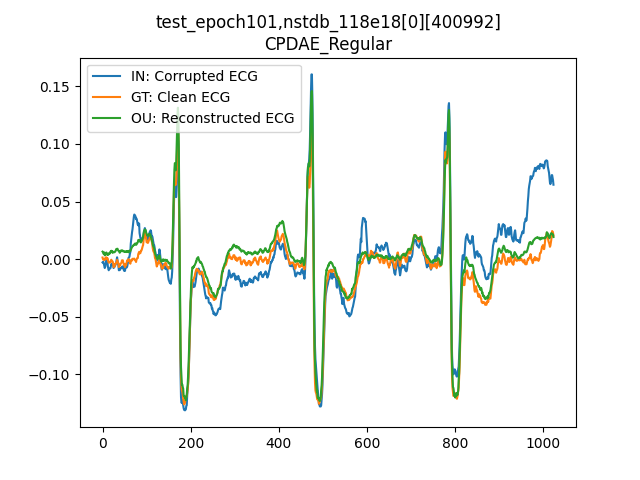 test_epoch101,nstdb_118e18[0][400992]
CPDAE_Regular
IN: Corrupted ECG
GT: Clean ECG
OU: Reconstructed ECG
0.15
0.10
0.05
0.00
−0.05
−0.10
0 200 400 600 800 1000